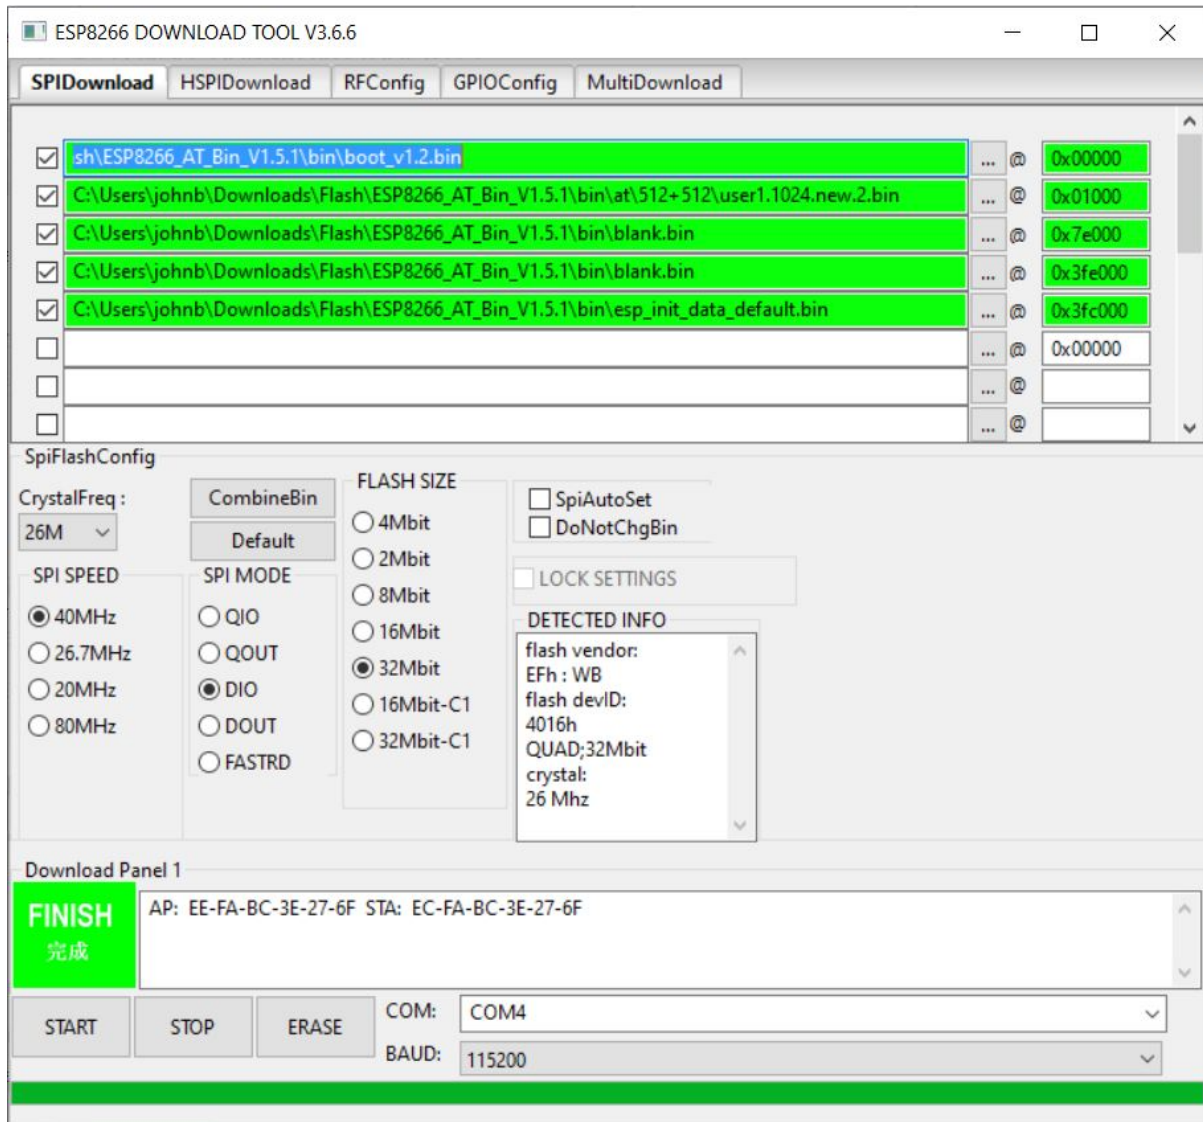 ESP8266 DOWNLOAD TOOL V3.6.6
SPIDownload HSPIDownload RFConfig GPIOConfig MultiDownload
sh\ESP8266_AT_Bin_V1.5.1\bin\boot_v1.2.bin ... @ 0x00000
C:\Users\johnb\Downloads\Flash\ESP8266_AT_Bin_V1.5.1\bin\at\512+512\user1.1024.new.2.bin ... @ 0x01000
C:\Users\johnb\Downloads\Flash\ESP8266_AT_Bin_V1.5.1\bin\blank.bin ... @ 0x7e000
C:\Users\johnb\Downloads\Flash\ESP8266_AT_Bin_V1.5.1\bin\blank.bin ... @ 0x3fe000
C:\Users\johnb\Downloads\Flash\ESP8266_AT_Bin_V1.5.1\bin\esp_init_data_default.bin ... @ 0x3fc000
... @ 0x00000
... @
... @
SpiFlashConfig
CrystalFreq :
26M
CombineBin
Default
SPI SPEED
40MHz
26.7MHz
20MHz
80MHz
SPI MODE
QIO
QOUT
DIO
DOUT
FASTRD
FLASH SIZE
4Mbit
2Mbit
8Mbit
16Mbit
32Mbit
16Mbit-C1
32Mbit-C1
SpiAutoSet
DoNotChgBin
LOCK SETTINGS
DETECTED INFO
flash vendor:
EFh : WB
flash devID:
4016h
QUAD;32Mbit
crystal:
26 Mhz
Download Panel 1
FINISH
完成
AP: EE-FA-BC-3E-27-6F STA: EC-FA-BC-3E-27-6F
START STOP ERASE
COM: COM4
BAUD: 115200